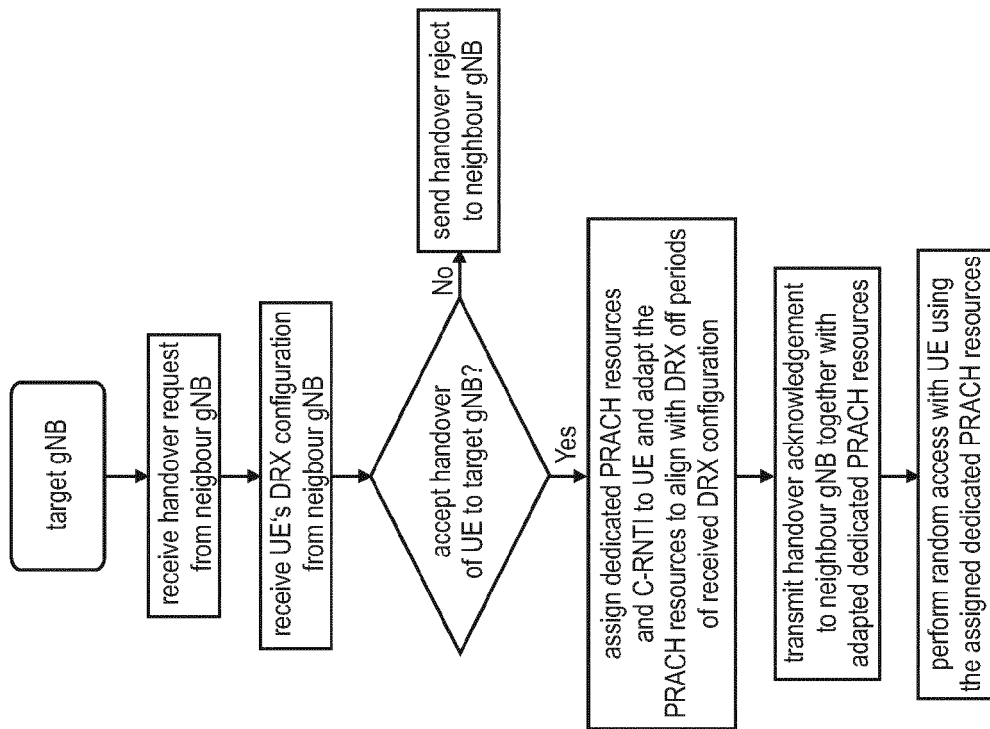 target gNB
receive handover request
from neighbour gNB
receive UE‘s DRX configuration
from neighbour gNB
accept handover
of UE to target gNB?
No
send handover reject
to neighbour gNB
Yes
assign dedicated PRACH resources
and C-RNTI to UE and adapt the
PRACH resources to align with DRX off periods
of received DRX configuration
transmit handover acknowledgement
to neighbour gNB together with
adapted dedicated PRACH resources
perform random access with UE using
the assigned dedicated PRACH resources